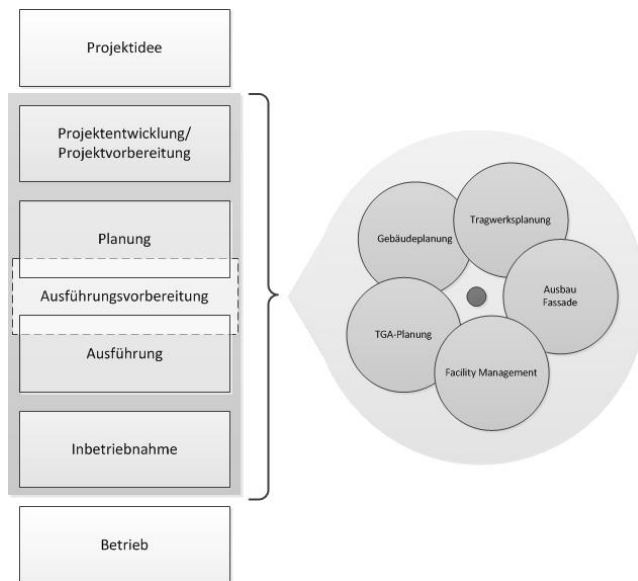 Projektidee
Projektentwicklung/
Projektvorbereitung
Planung
Ausführungsvorbereitung
Ausführung
Inbetriebnahme
Betrieb
Tragwerksplanung
Gebäudeplanung
Ausbau
Fassade
TGA-Planung
Facility Management